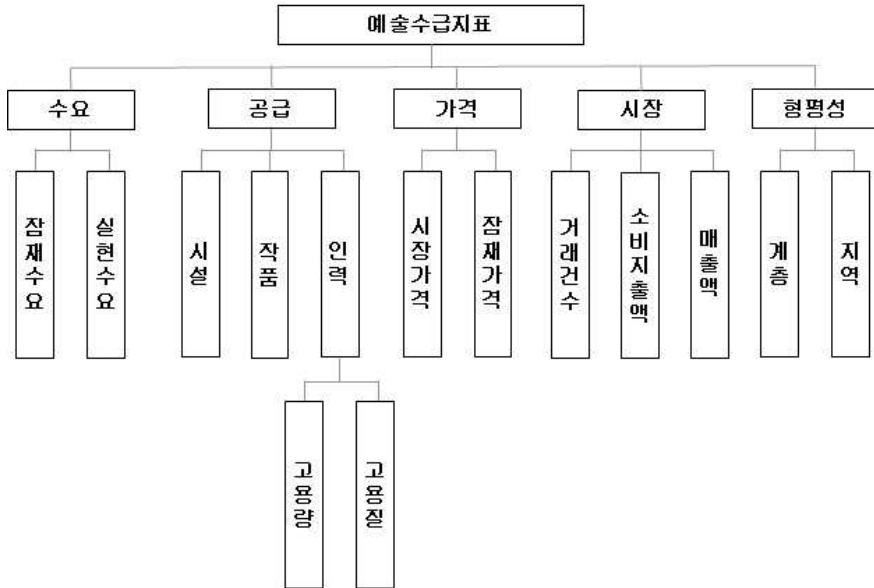 예술수급지표
수요
공급
가격
시장
형평성
잠재수요
실현수요
시설
작품
인력
시장가격
잠재가격
거래건수
소비지출액
매출액
계층
지역
고용량
고용질